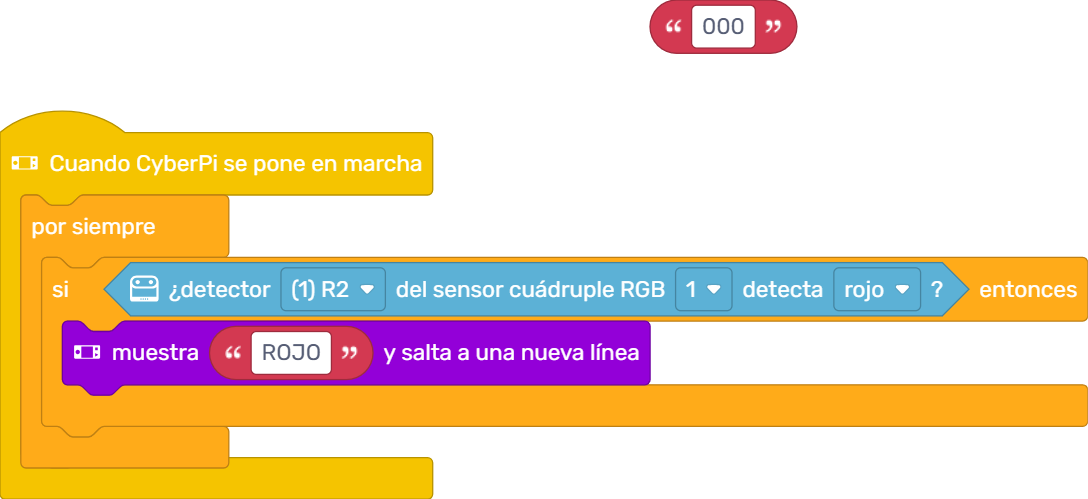 “ 000 ”
Cuando CyberPi se pone en marcha
por siempre
si ¿detector (1) R2 del sensor cuádruple RGB 1 detecta rojo ? entonces
muestra “ ROJO ” y salta a una nueva línea